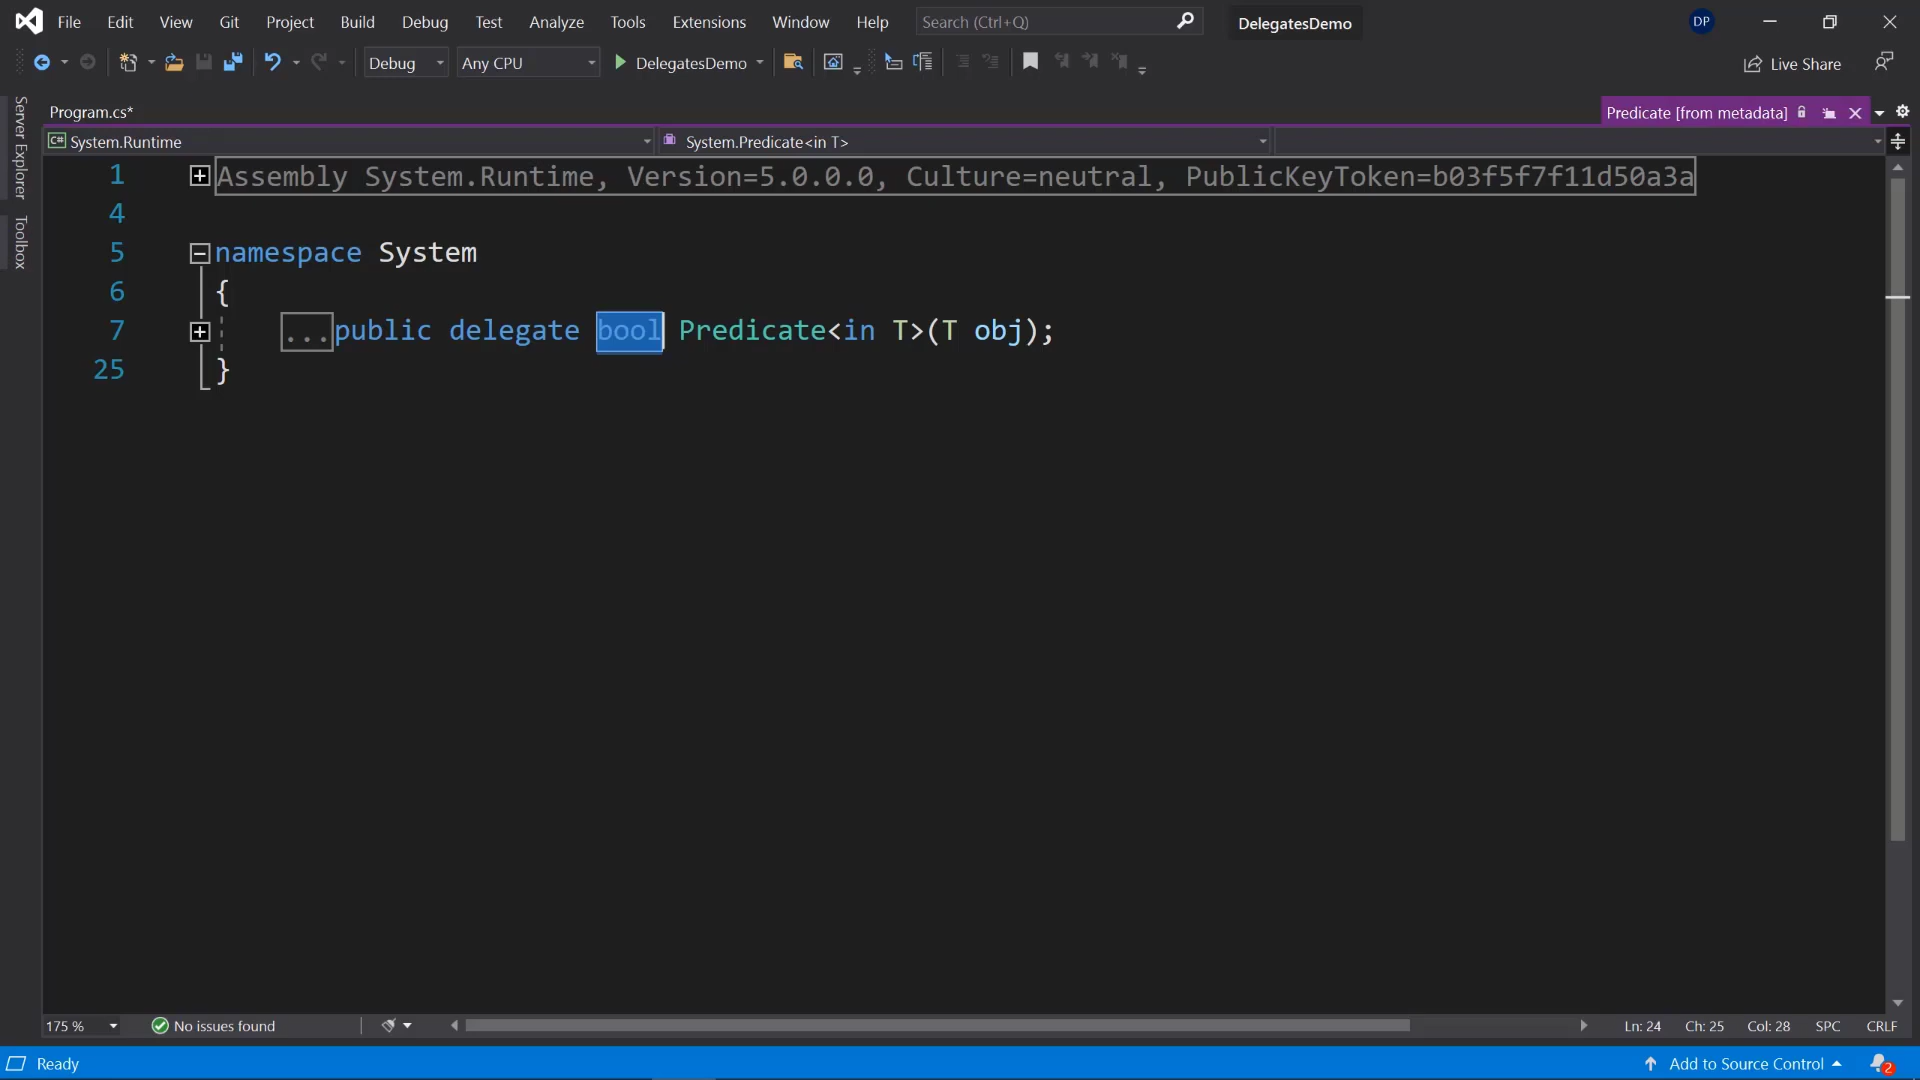 File Edit View Git Project Build Debug Test Analyze Tools Extensions Window Help Search (Ctrl+Q) DelegatesDemo DP
Debug Any CPU DelegatesDemo Live Share
Server Explorer
Toolbox
Program.cs* Predicate [from metadata]
C# System.Runtime System.Predicate<in T>
1 Assembly System.Runtime, Version=5.0.0.0, Culture=neutral, PublicKeyToken=b03f5f7f11d50a3a
4
5 namespace System
6 {
7 ...public delegate bool Predicate<in T>(T obj);
25 }
175 % No issues found Ln: 24 Ch: 25 Col: 28 SPC CRLF
Ready Add to Source Control 2